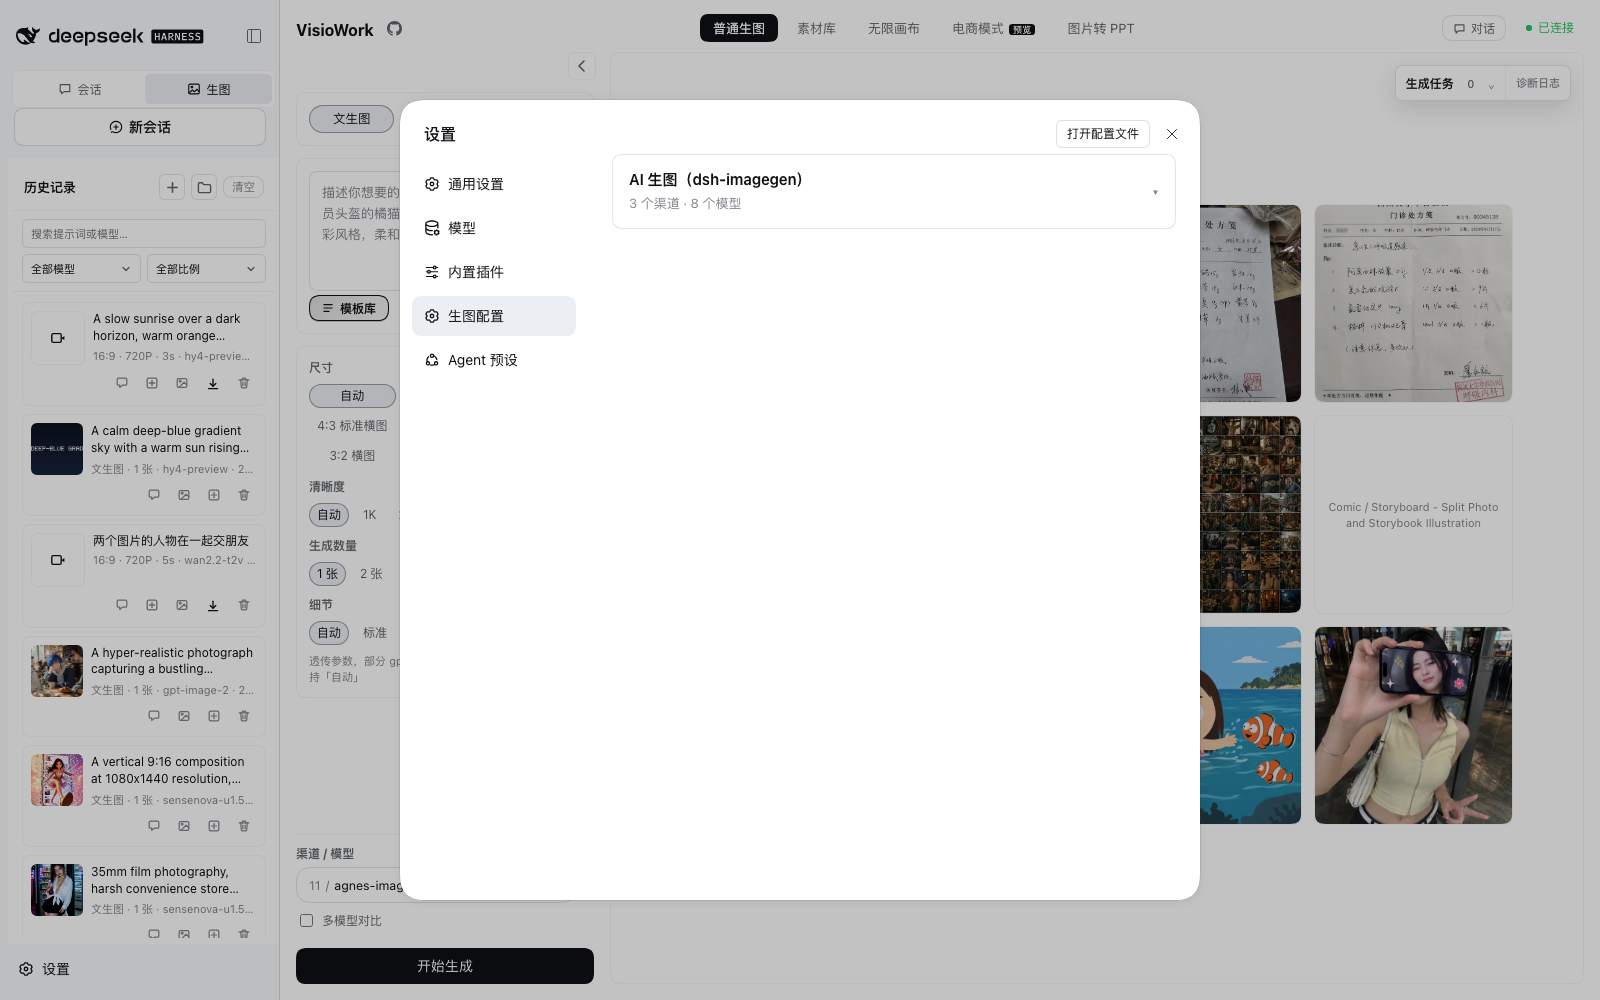 deepseek HARNESS
会话
生图
新会话
历史记录
清空
搜索提示词或模型...
全部模型
全部比例
A slow sunrise over a dark
horizon, warm orange...
16:9 · 720P · 3s · hy4-previe...
A calm deep-blue gradient
sky with a warm sun rising...
文生图 · 1 张 · hy4-preview · 2...
两个图片的人物在一起交朋友
16:9 · 720P · 5s · wan2.2-t2v ...
A hyper-realistic photograph
capturing a bustling...
文生图 · 1 张 · gpt-image-2 · 2...
A vertical 9:16 composition
at 1080x1440 resolution,...
文生图 · 1 张 · sensenova-u1.5...
35mm film photography,
harsh convenience store...
文生图 · 1 张 · sensenova-u1.5...
设置
VisioWork
普通生图
素材库
无限画布
电商模式 预览
图片转 PPT
对话
已连接
生成任务 0
诊断日志
文生图
描述你想要的
员头盔的橘猫
彩风格，柔和
模板库
尺寸
自动
4:3 标准横图
3:2 横图
清晰度
自动
1K
生成数量
1 张
2 张
细节
自动
标准
透传参数，部分 gp
持「自动」
渠道 / 模型
11 / agnes-imag
多模型对比
开始生成
设置
打开配置文件
通用设置
模型
内置插件
生图配置
Agent 预设
AI 生图（dsh-imagegen）
3 个渠道 · 8 个模型
门诊处方笺
Comic / Storyboard - Split Photo
and Storybook Illustration